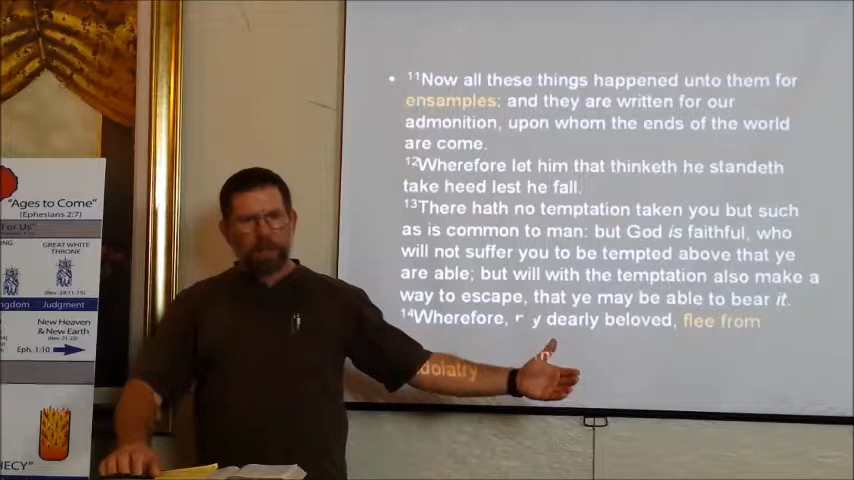 "Ages to Come"
(Ephesians 2:7)
"For Us"
GREAT WHITE
THRONE
Judgment
New Heaven
New Earth
Eph. 1:10
• ¹¹Now all these things happened unto them for
ensamples: and they are written for our
admonition, upon whom the ends of the world
are come.
¹²Wherefore let him that thinketh he standeth
take heed lest he fall.
¹³There hath no temptation taken you but such
as is common to man: but God is faithful, who
will not suffer you to be tempted above that ye
are able; but will with the temptation also make a
way to escape, that ye may be able to bear it.
¹⁴Wherefore, my dearly beloved, flee from
idolatry